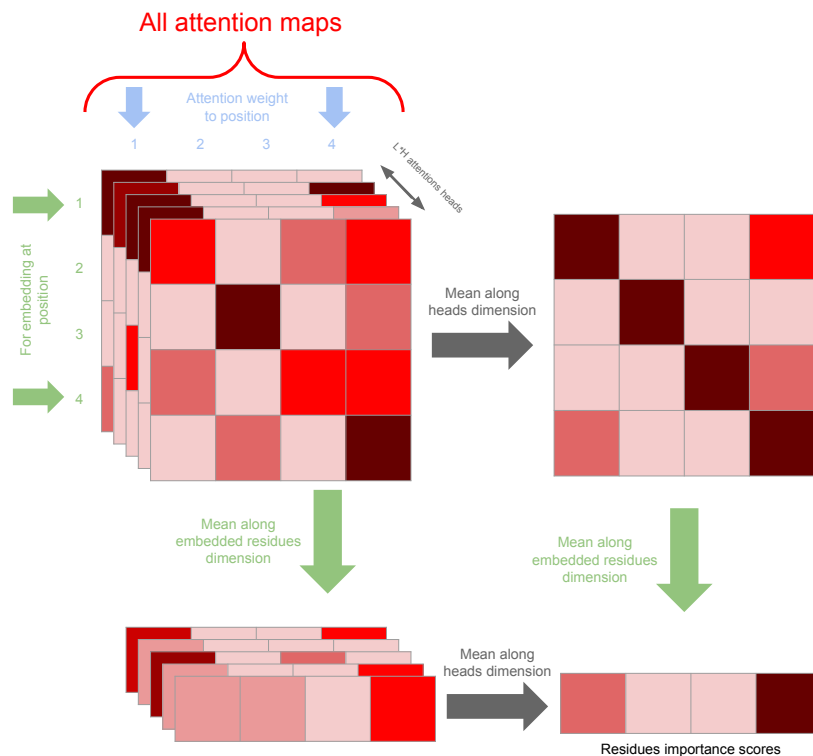 All attention maps
Attention weight
to position
1 2 3 4
L*H attentions heads
For embedding at
position
1
2
3
4
Mean along
heads dimension
Mean along
embedded residues
dimension
Mean along
embedded residues
dimension
Mean along
heads dimension
Residues importance scores